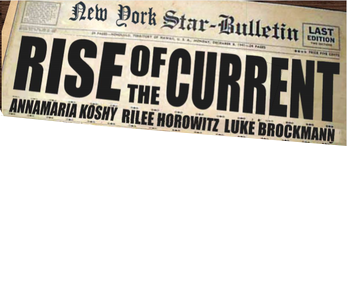 New York Star-Bulletin
LAST
EDITION
RISE OF THE CURRENT
ANNAMARIA KOSHY RILEE HOROWITZ LUKE BROCKMANN